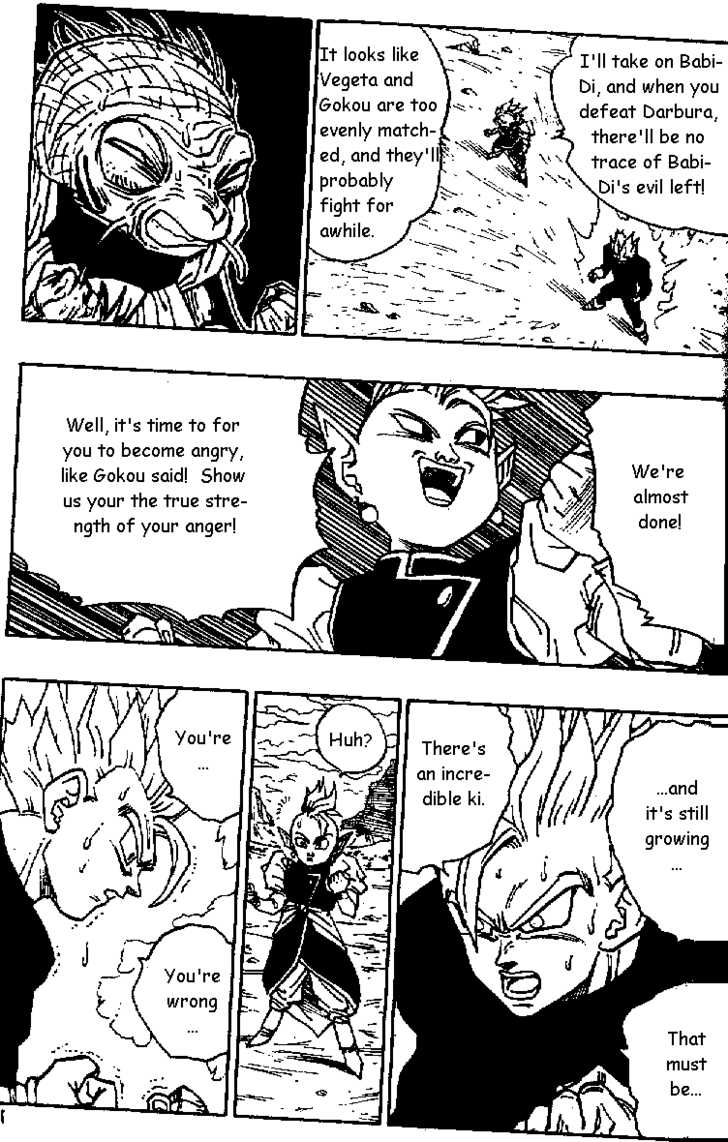 I'll take on Babi-
Di, and when you
defeat Darbura,
there'll be no
trace of Babi-
Di's evil left!
It looks like
Vegeta and
Gokou are too
evenly match-
ed, and they'll
probably
fight for
awhile.
We're
almost
done!
Well, it's time to for
you to become angry,
like Gokou said!  Show
us your the true stre-
ngth of your anger!
...and
it's still
growing
...
There's
an incre-
dible ki.
That
must
be...
Huh?
You're
...
You're
wrong
...